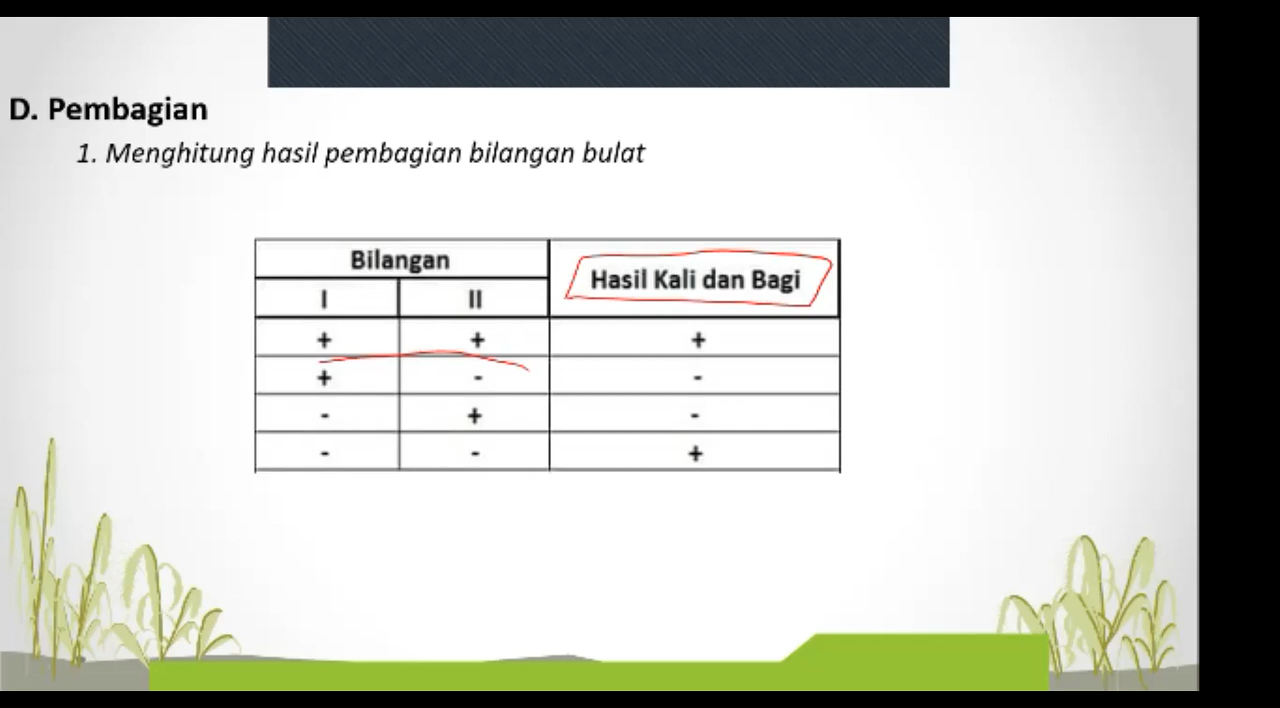 D. Pembagian
1. Menghitung hasil pembagian bilangan bulat
Bilangan Hasil Kali dan Bagi
I II
+ + +
+ - -
- + -
- - +